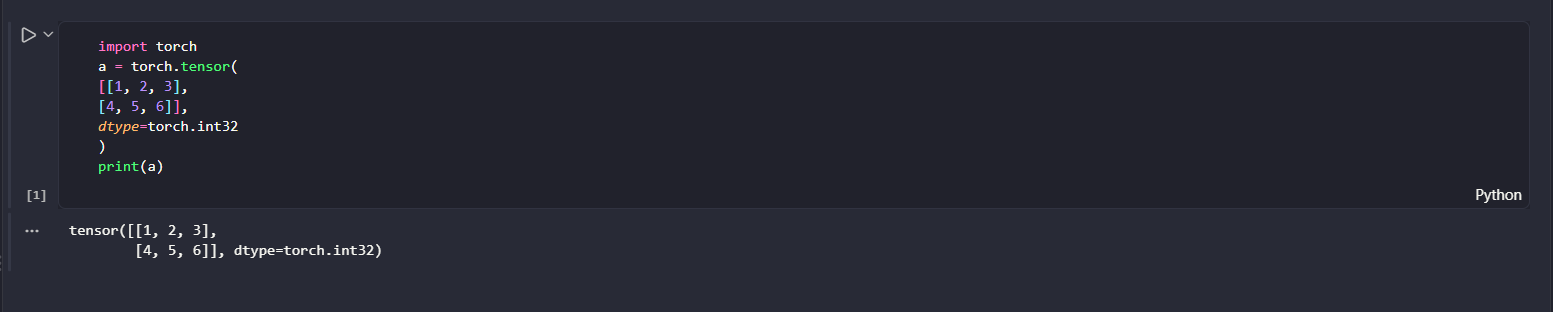 import torch
a = torch.tensor(
[[1, 2, 3],
[4, 5, 6]],
dtype=torch.int32
)
print(a)
[1]
Python
...
tensor([[1, 2, 3],
        [4, 5, 6]], dtype=torch.int32)